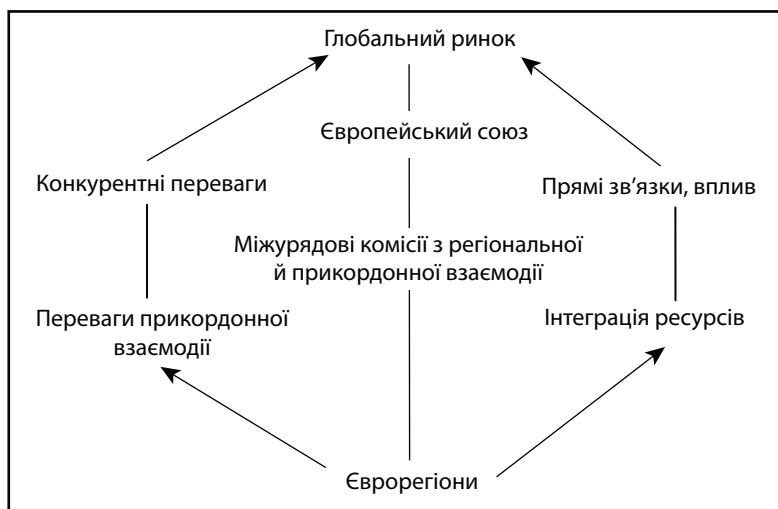 Глобальний ринок
Європейський союз
Конкурентні переваги
Прямі зв’язки, вплив
Міжурядові комісії з регіональної
й прикордонної взаємодії
Переваги прикордонної
взаємодії
Інтеграція ресурсів
Єврорегіони